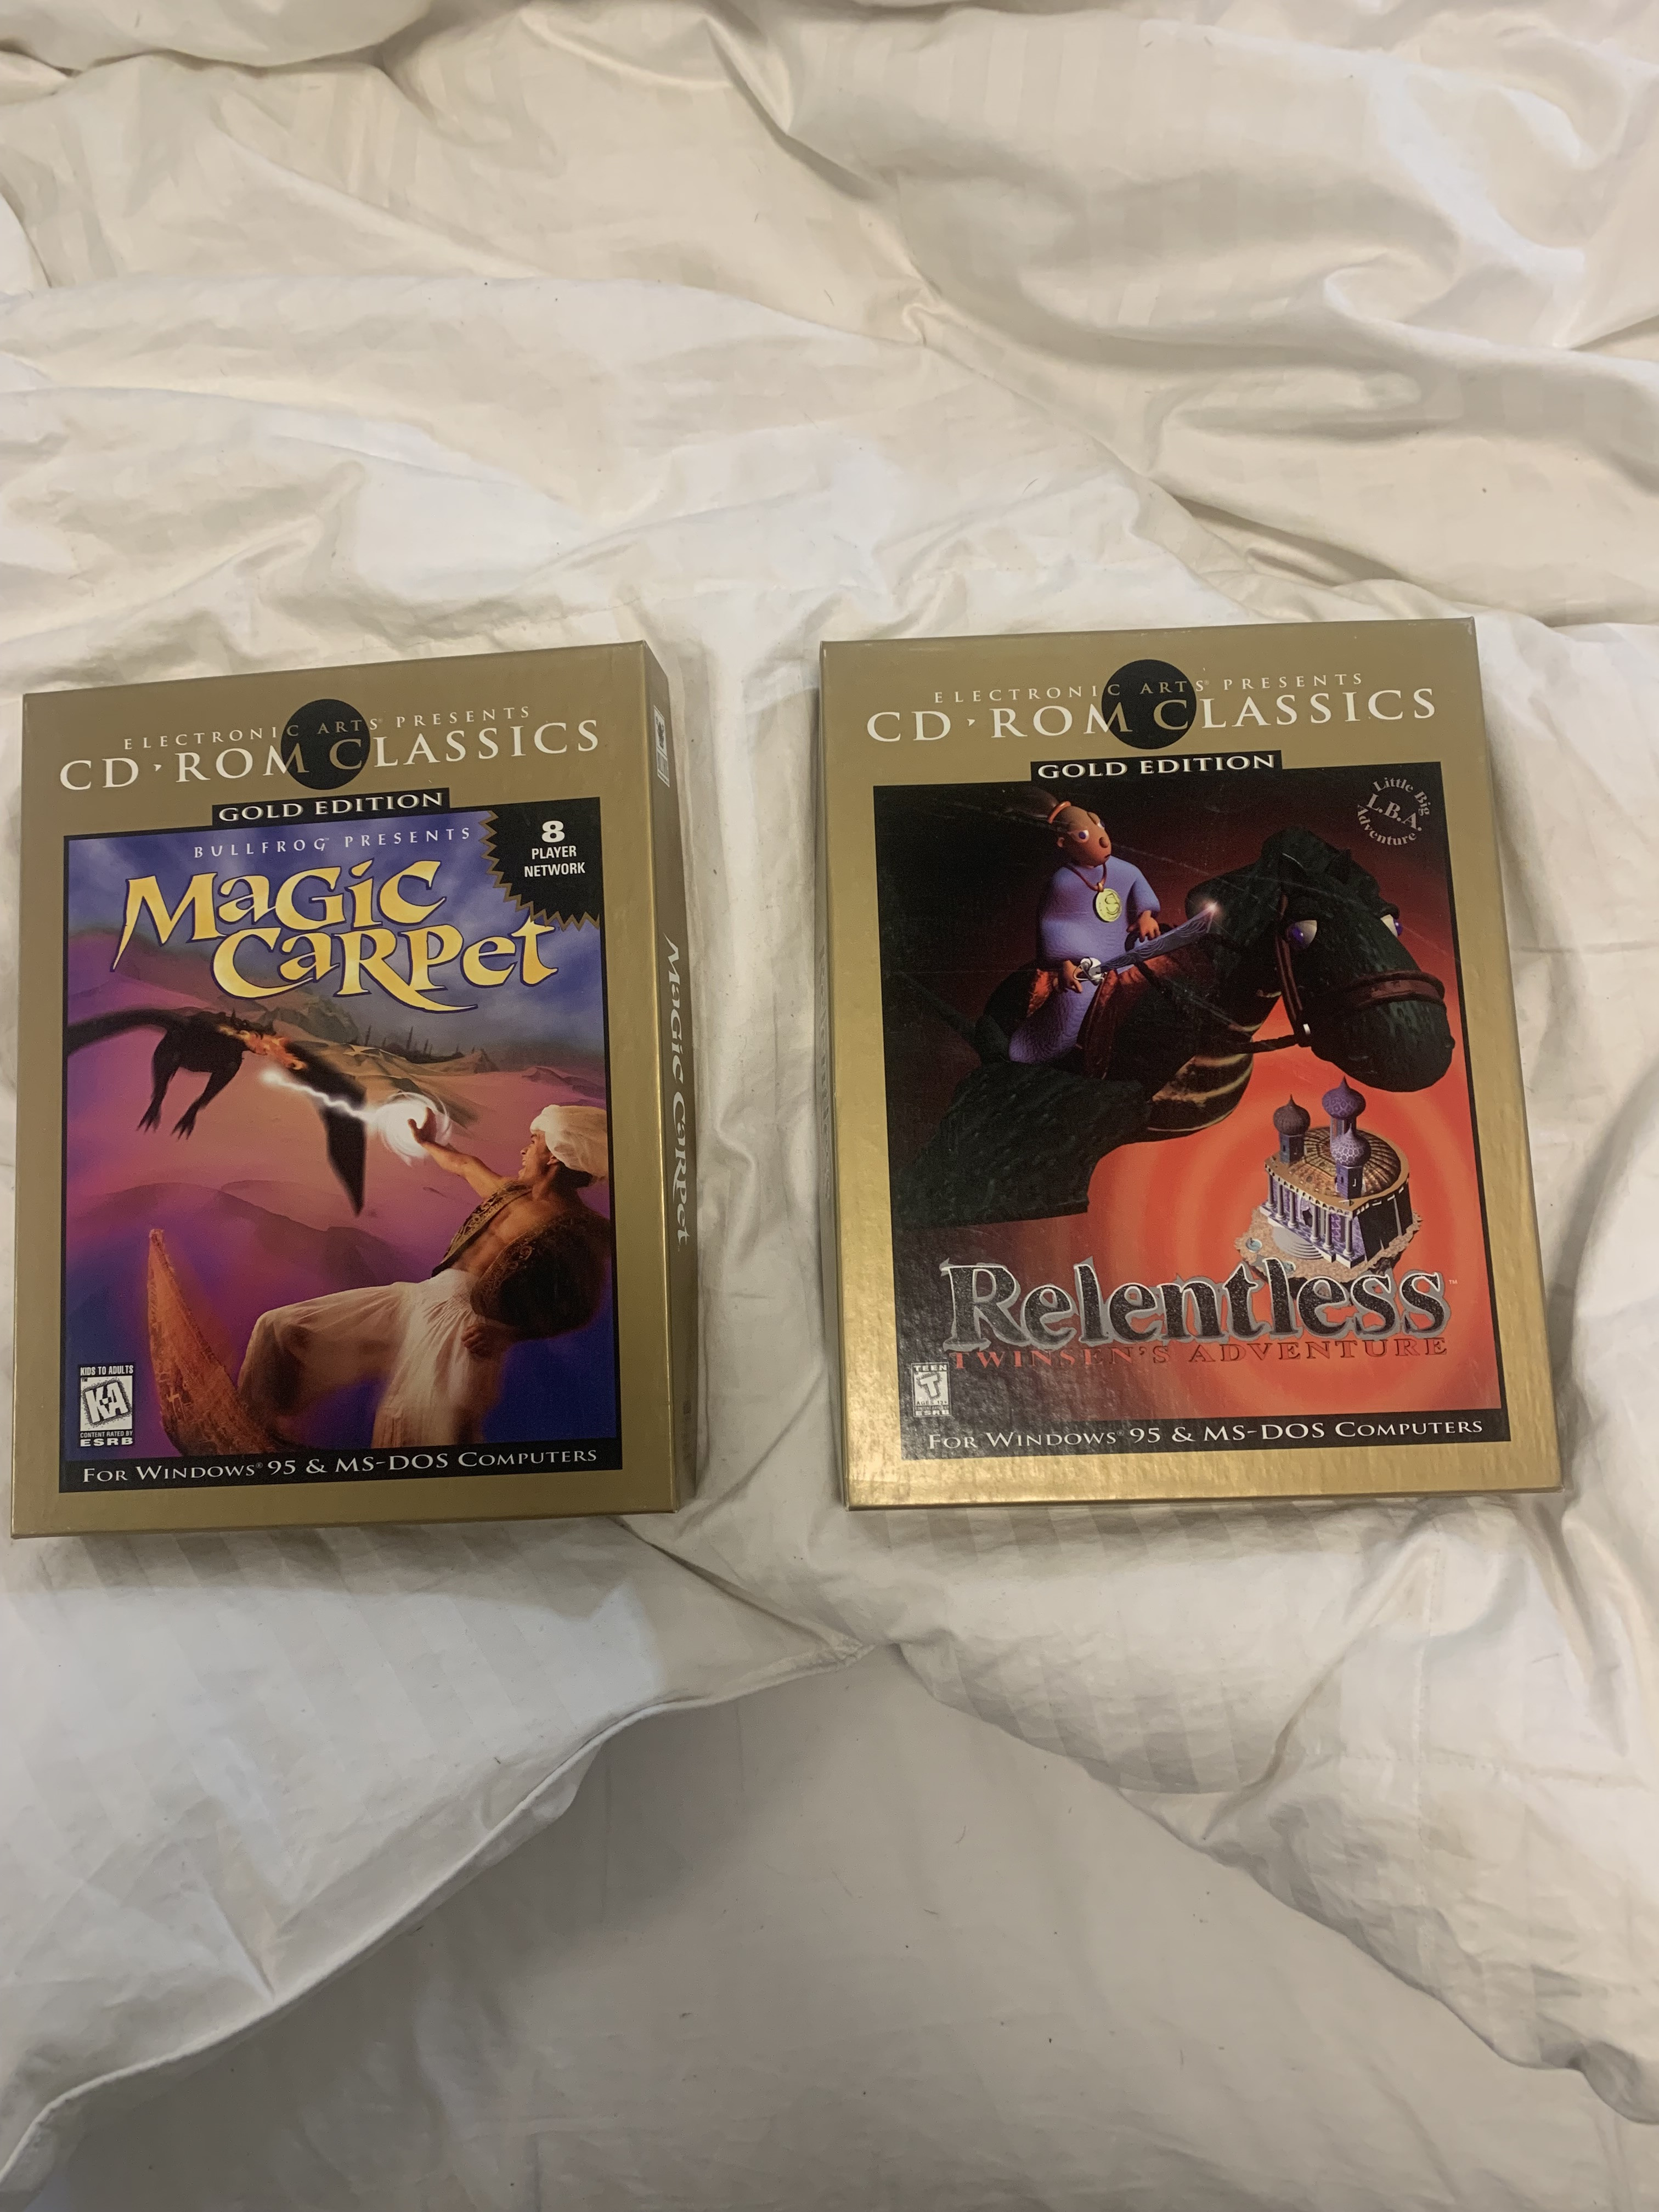 ELECTRONIC ARTS® PRESENTS
CD·ROM CLASSICS
GOLD EDITION
BULLFROG™ PRESENTS
8
PLAYER
NETWORK
MAGIC
CARPET
KIDS TO ADULTS
KA
CONTENT RATED BY
ESRB
FOR WINDOWS® 95 & MS-DOS COMPUTERS
MAGIC CARPET
ELECTRONIC ARTS® PRESENTS
CD·ROM CLASSICS
GOLD EDITION
Little Big
L.B.A.
Adventure
Relentless™
TWINSEN'S ADVENTURE
TEEN
T
ESRB
FOR WINDOWS® 95 & MS-DOS COMPUTERS